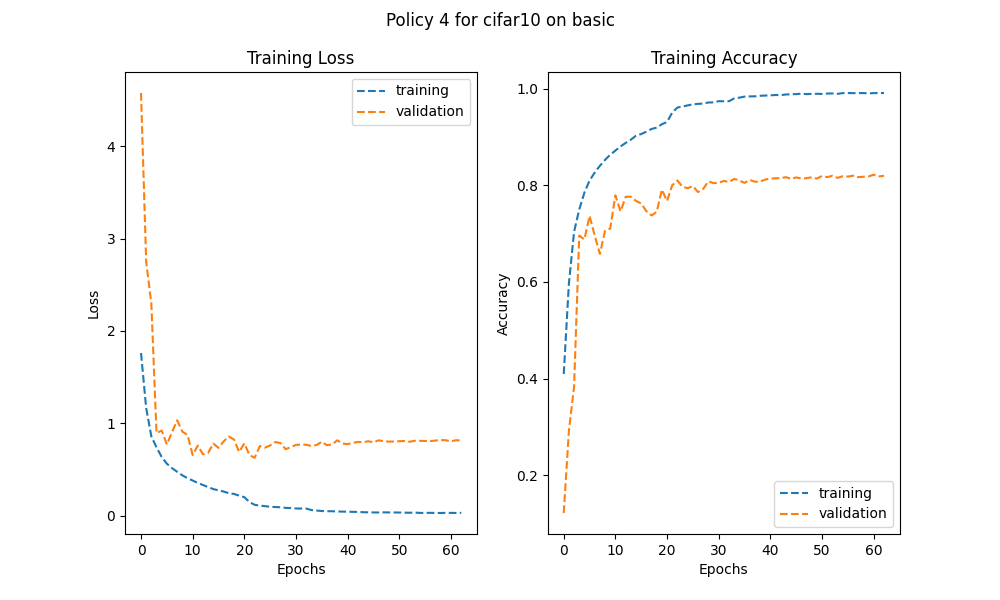 Policy 4 for cifar10 on basic
Training Loss
training
validation
4
3
2
1
0
Loss
0 10 20 30 40 50 60
Epochs
Training Accuracy
1.0
0.8
0.6
0.4
0.2
Accuracy
training
validation
0 10 20 30 40 50 60
Epochs